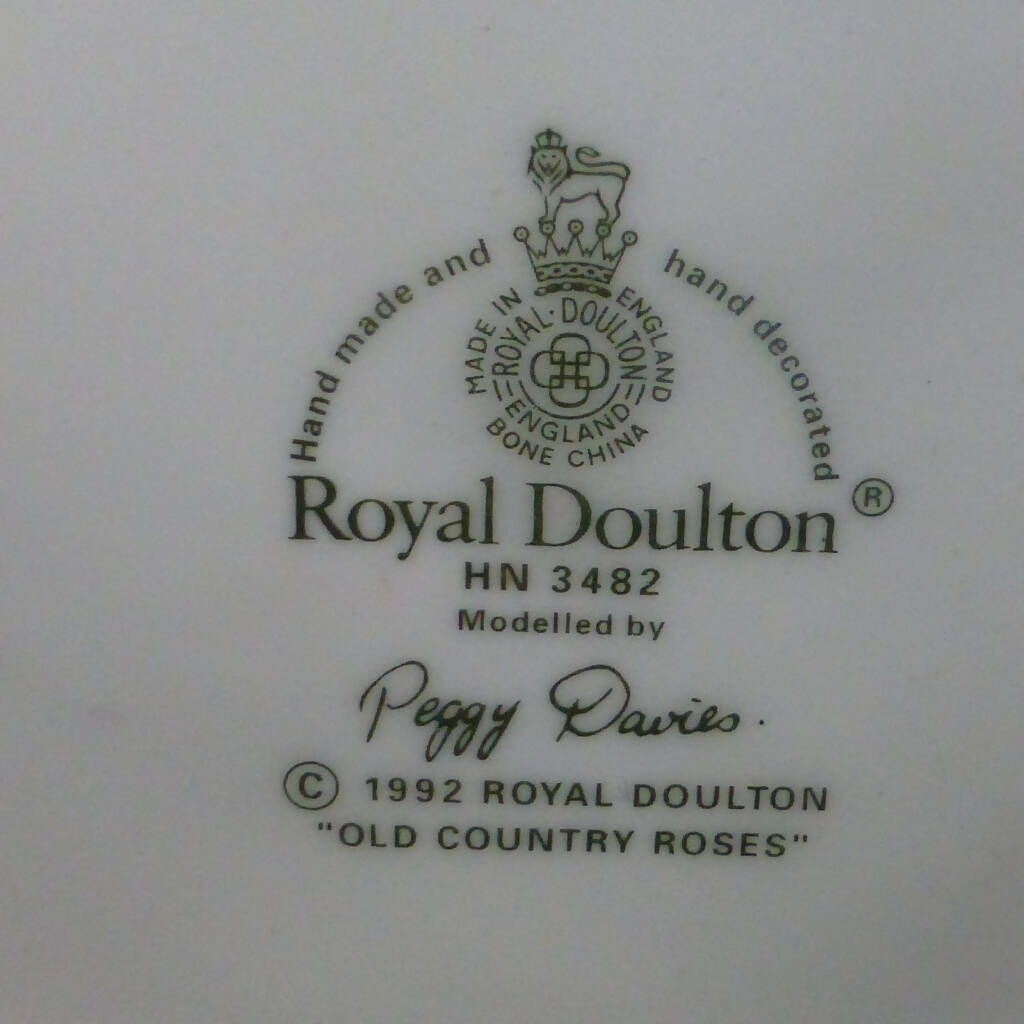 Hand made and hand decorated
MADE IN ENGLAND
ROYAL·DOULTON
ENGLAND
BONE CHINA
Royal Doulton ®
HN 3482
Modelled by
Peggy Davies.
© 1992 ROYAL DOULTON
"OLD COUNTRY ROSES"